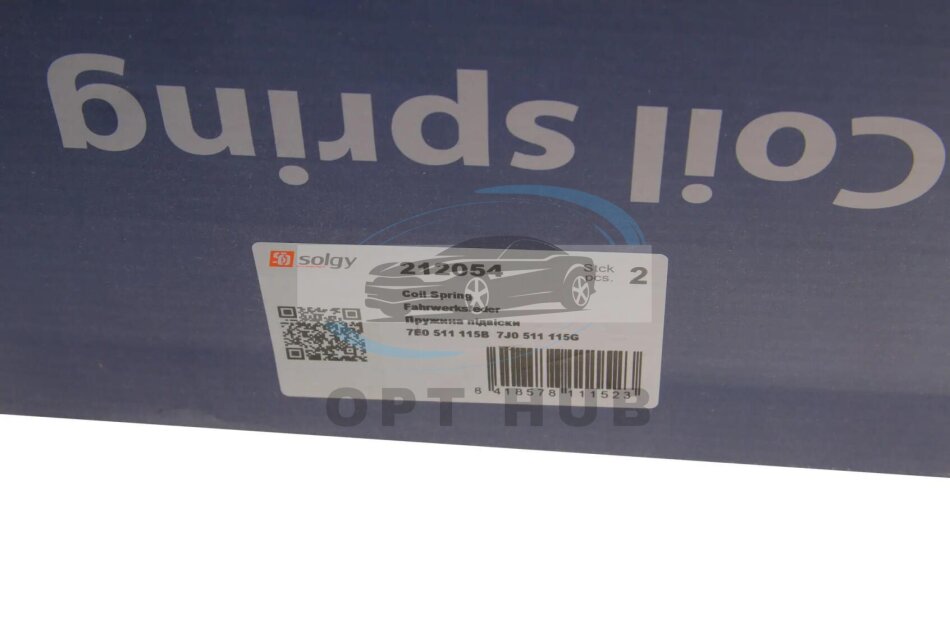 Coil spring
solgy
212054
Stck
pcs. 2
Coil Spring
Fahrwerksfeder
Пружина підвіски
7E0 511 115B 7J0 511 115G
8 418578 111523
OPT HUB